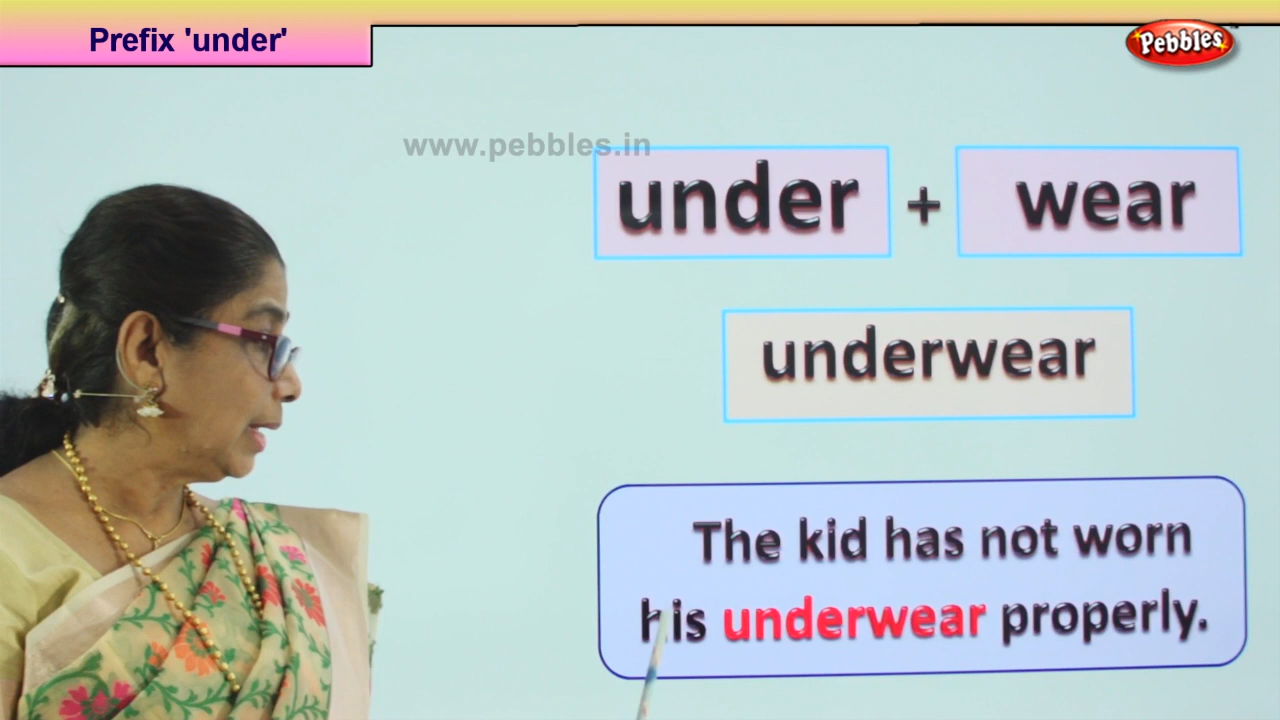 Prefix 'under'
Pebbles
www.pebbles.in
under + wear
underwear
The kid has not worn
his underwear properly.